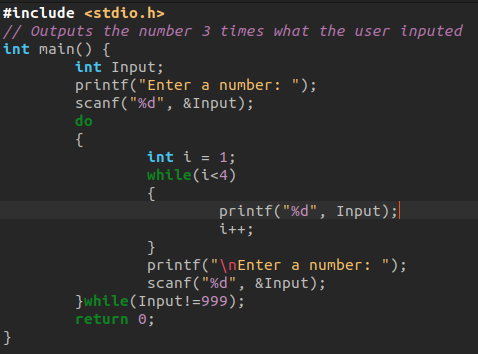 #include <stdio.h>
// Outputs the number 3 times what the user inputed
int main() {
        int Input;
        printf("Enter a number: ");
        scanf("%d", &Input);
        do
        {
                int i = 1;
                while(i<4)
                {
                        printf("%d", Input);
                        i++;
                }
                printf("\nEnter a number: ");
                scanf("%d", &Input);
        }while(Input!=999);
        return 0;
}